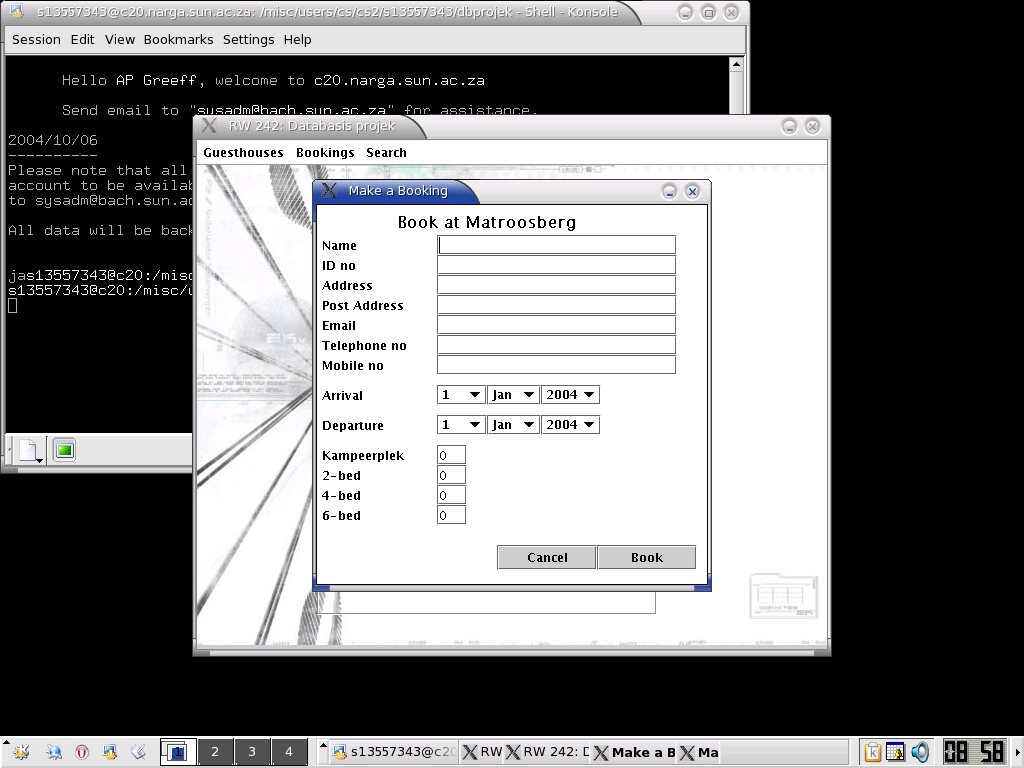 s13557343@c20.narga.sun.ac.za: /misc/users/cs/cs2/s13557343/dbprojek - Shell - Konsole
Session Edit View Bookmarks Settings Help
Hello AP Greeff, welcome to c20.narga.sun.ac.za
Send email to "susadm@bach.sun.ac.za" for assistance.
2004/10/06
----------
Please note that all
account to be availab
to sysadm@bach.sun.ac
All data will be back
jas13557343@c20:/misc
s13557343@c20:/misc/u
RW 242: Databasis projek
Guesthouses Bookings Search
Make a Booking
Book at Matroosberg
Name
ID no
Address
Post Address
Email
Telephone no
Mobile no
Arrival 1 Jan 2004
Departure 1 Jan 2004
Kampeerplek 0
2-bed 0
4-bed 0
6-bed 0
Cancel Book
1 2 3 4 s13557343@c20 RW RW 242: D Make a B Ma 08 58